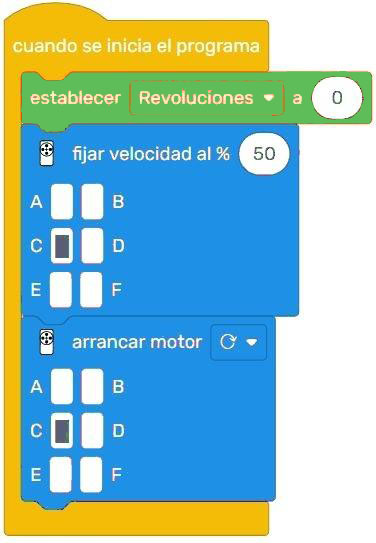 cuando se inicia el programa
establecer Revoluciones a 0
fijar velocidad al % 50
A B
C D
E F
arrancar motor
A B
C D
E F